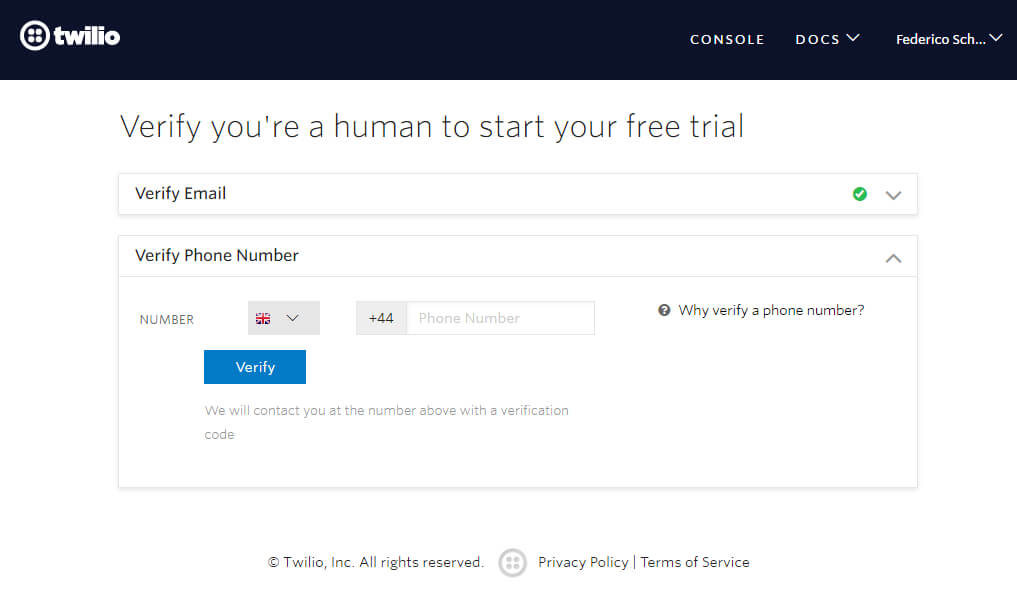 twilio
CONSOLE DOCS Federico Sch...
Verify you're a human to start your free trial
Verify Email
Verify Phone Number
NUMBER +44 Phone Number Why verify a phone number?
Verify
We will contact you at the number above with a verification
code
© Twilio, Inc. All rights reserved. Privacy Policy | Terms of Service